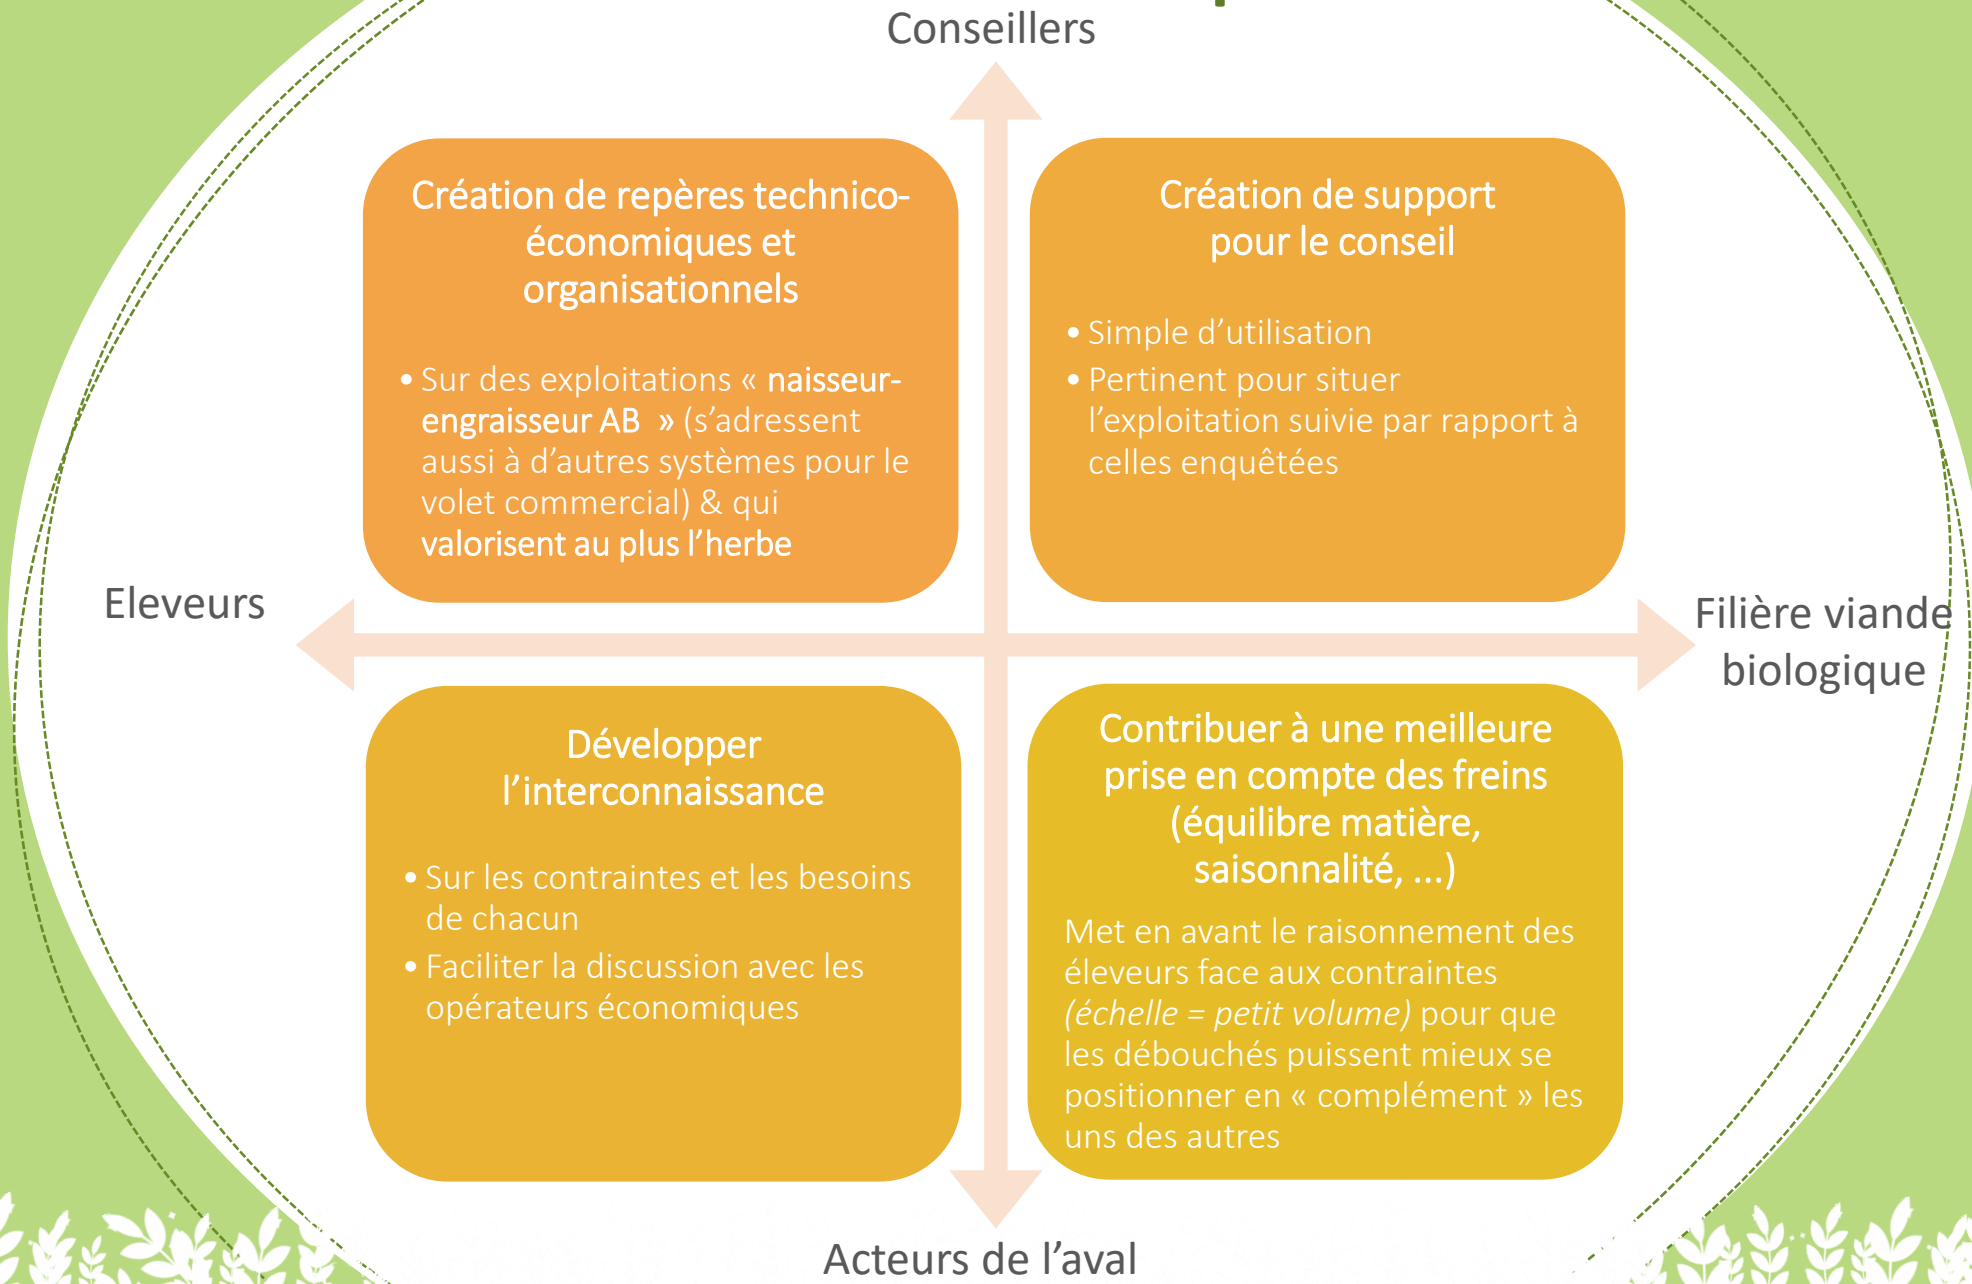 Conseillers
Création de repères technico-
économiques et
organisationnels
• Sur des exploitations « naisseur-
engraisseur AB » (s'adressent
aussi à d'autres systèmes pour le
volet commercial) & qui
valorisent au plus l'herbe
Création de support
pour le conseil
• Simple d'utilisation
• Pertinent pour situer
l'exploitation suivie par rapport à
celles enquêtées
Eleveurs
Filière viande
biologique
Développer
l'interconnaissance
• Sur les contraintes et les besoins
de chacun
• Faciliter la discussion avec les
opérateurs économiques
Contribuer à une meilleure
prise en compte des freins
(équilibre matière,
saisonnalité, ...)
Met en avant le raisonnement des
éleveurs face aux contraintes
(échelle = petit volume) pour que
les débouchés puissent mieux se
positionner en « complément » les
uns des autres
Acteurs de l'aval